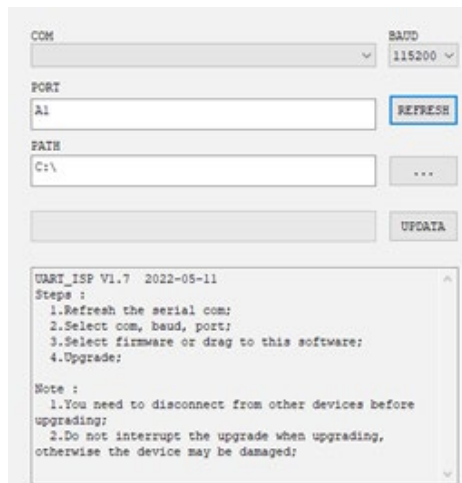 COM
BAUD
115200
PORT
A1
REFRESH
PATH
C:\
...
UPDATA
UART_ISP V1.7  2022-05-11
Steps :
1.Refresh the serial com;
2.Select com, baud, port;
3.Select firmware or drag to this software;
4.Upgrade;
Note :
1.You need to disconnect from other devices before
upgrading;
2.Do not interrupt the upgrade when upgrading,
otherwise the device may be damaged;